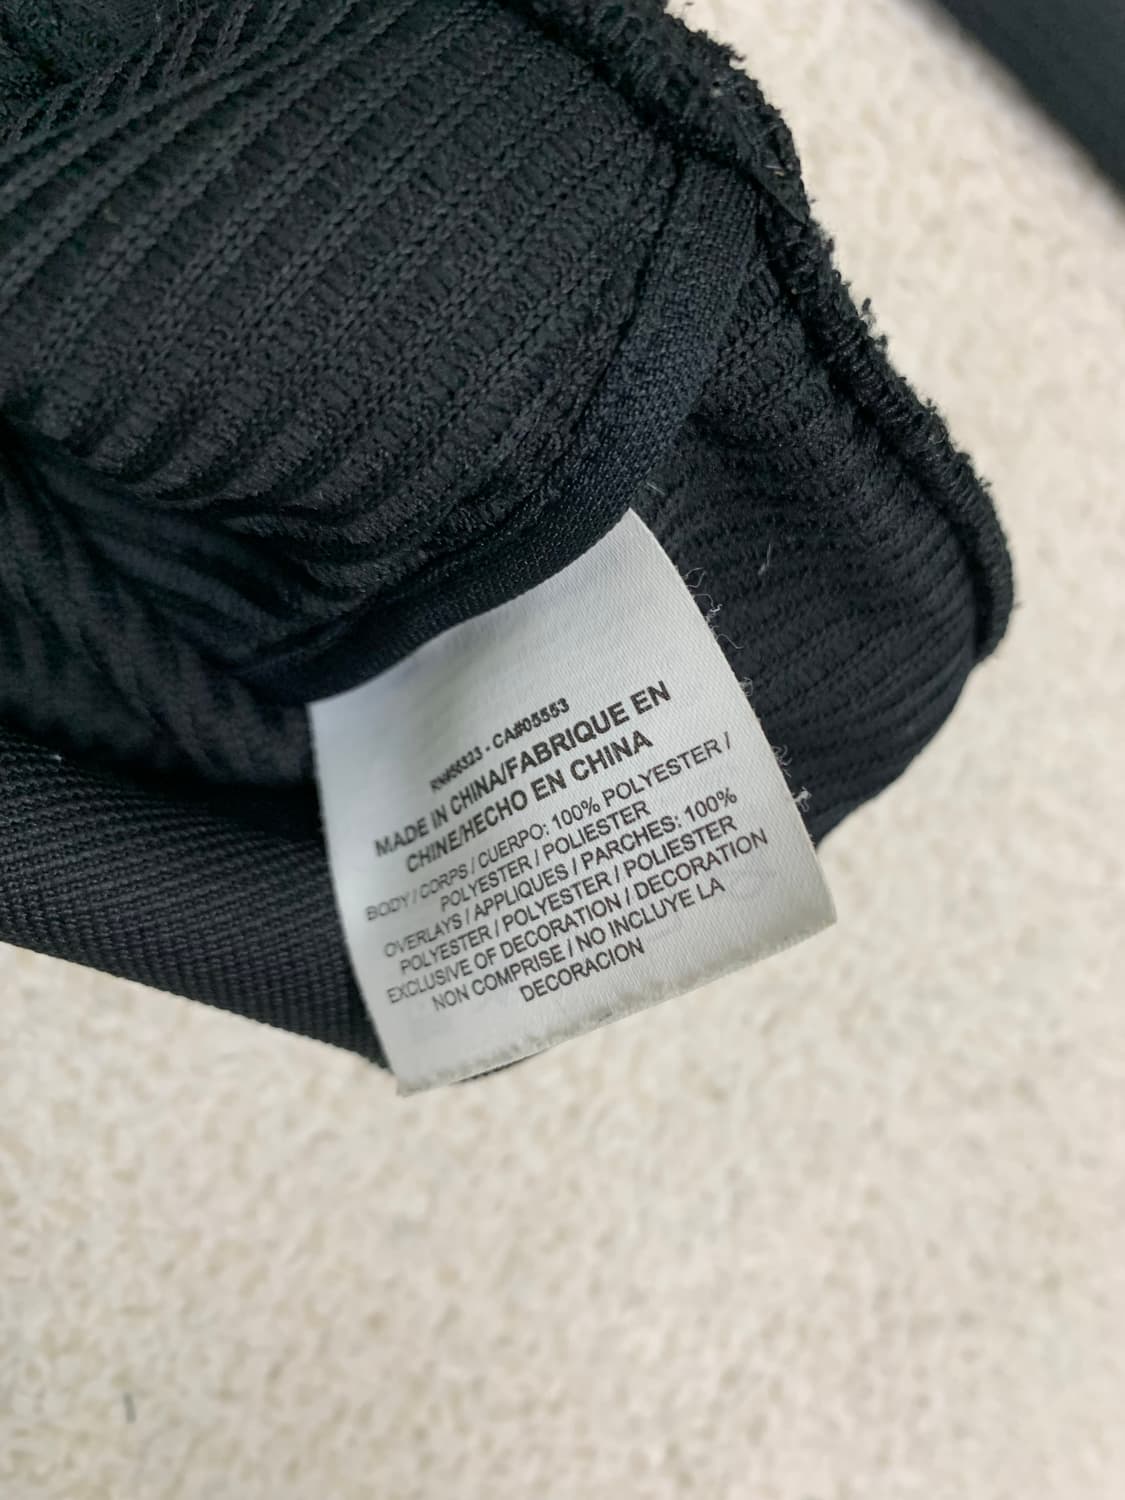 RN#56323 - CA#05553
MADE IN CHINA/FABRIQUE EN
CHINE/HECHO EN CHINA
BODY / CORPS / CUERPO: 100% POLYESTER /
POLYESTER / POLIESTER
OVERLAYS / APPLIQUES / PARCHES: 100%
POLYESTER / POLYESTER / POLIESTER
EXCLUSIVE OF DECORATION / DECORATION
NON COMPRISE / NO INCLUYE LA
DECORACION